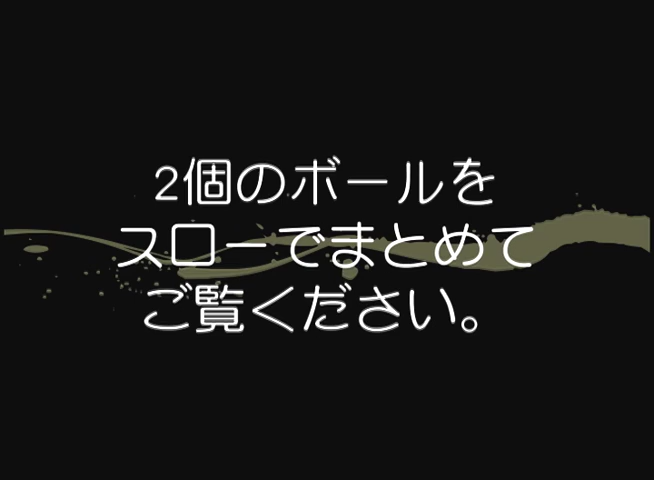 2個のボールを
スローでまとめて
ご覧ください。